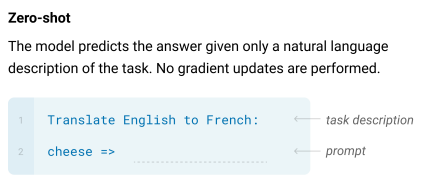 Zero-shot
The model predicts the answer given only a natural language
description of the task. No gradient updates are performed.
1 Translate English to French: task description
2 cheese => prompt